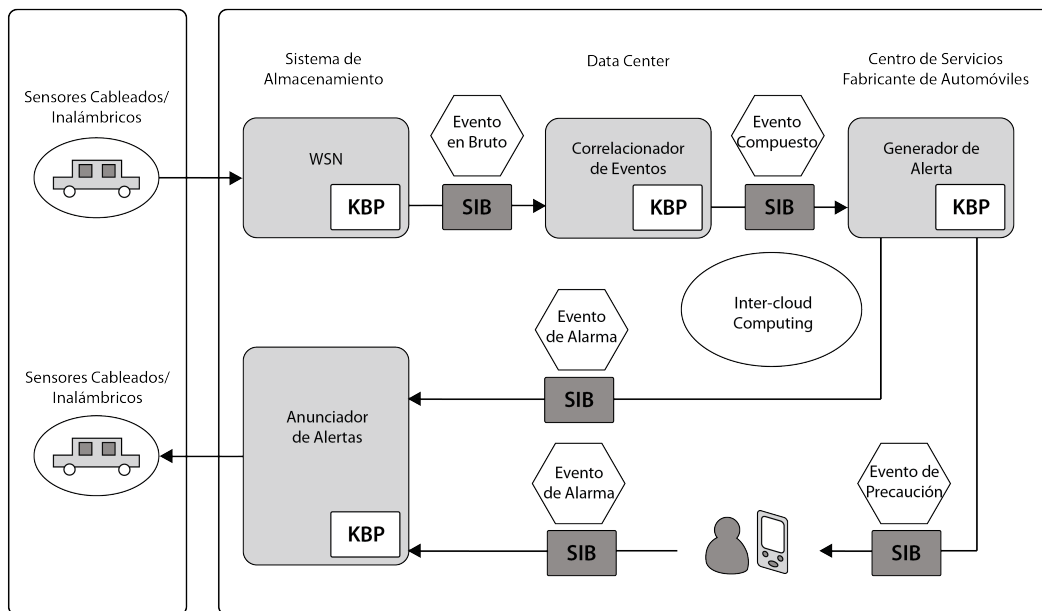 Sensores Cableados/
Inalámbricos
Sistema de
Almacenamiento
Data Center
Centro de Servicios
Fabricante de Automóviles
WSN
KBP
Evento
en Bruto
SIB
Correlacionador
de Eventos
KBP
Evento
Compuesto
SIB
Generador de
Alerta
KBP
Inter-cloud
Computing
Evento
de Alarma
SIB
Sensores Cableados/
Inalámbricos
Anunciador
de Alertas
KBP
Evento
de Alarma
SIB
Evento de
Precaución
SIB